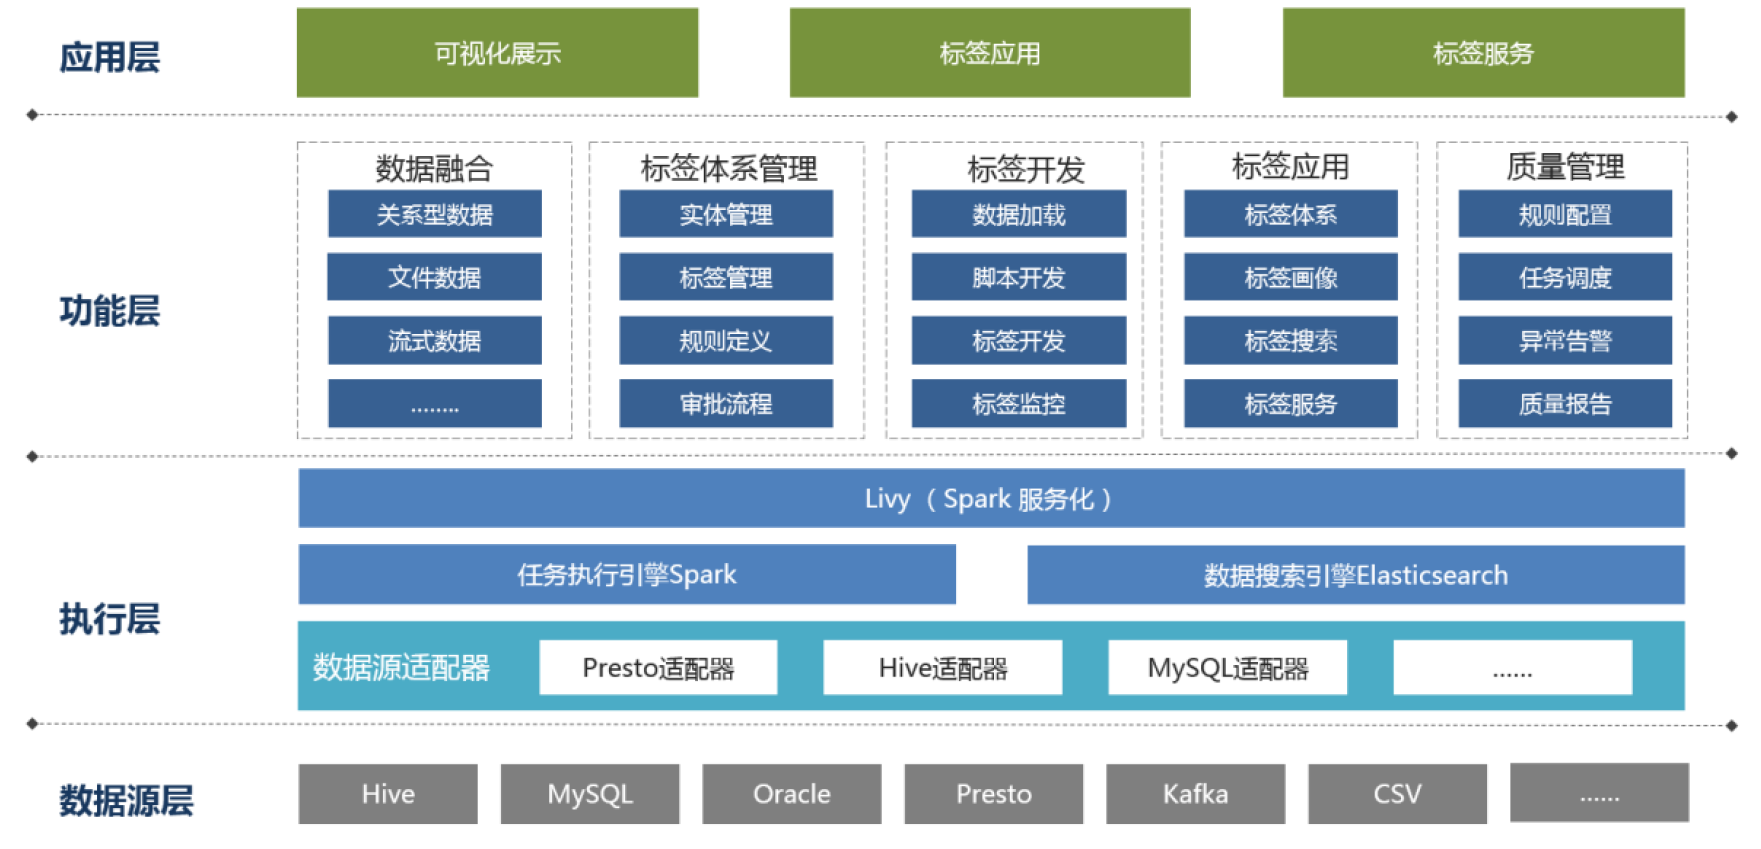 应用层
可视化展示
标签应用
标签服务
功能层
数据融合
关系型数据
文件数据
流式数据
........
标签体系管理
实体管理
标签管理
规则定义
审批流程
标签开发
数据加载
脚本开发
标签开发
标签监控
标签应用
标签体系
标签画像
标签搜索
标签服务
质量管理
规则配置
任务调度
异常告警
质量报告
执行层
Livy （ Spark 服务化 ）
任务执行引擎Spark
数据搜索引擎Elasticsearch
数据源适配器
Presto适配器
Hive适配器
MySQL适配器
......
数据源层
Hive
MySQL
Oracle
Presto
Kafka
CSV
......